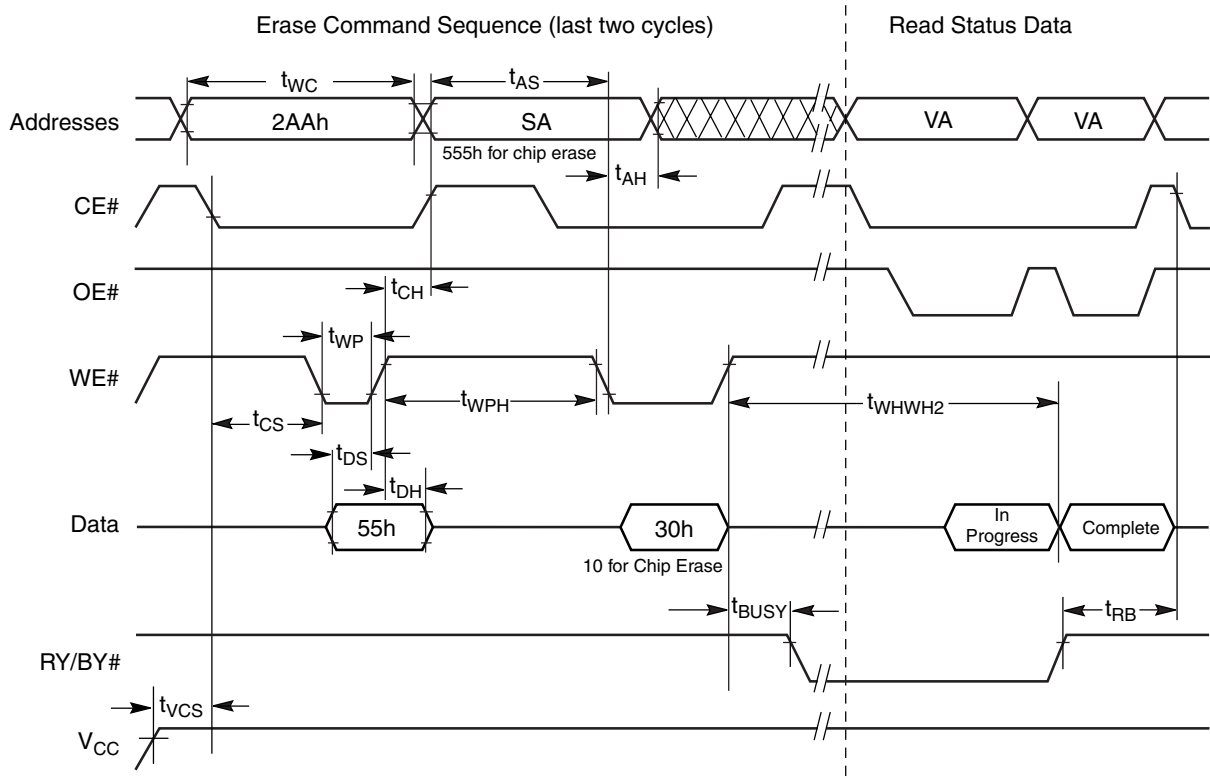 Erase Command Sequence (last two cycles)
Read Status Data
tWC
tAS
Addresses
2AAh
SA
VA
VA
555h for chip erase
tAH
CE#
OE#
tCH
tWP
WE#
tWPH
tWHWH2
tCS
tDS
tDH
Data
55h
30h
In
Progress
Complete
10 for Chip Erase
tBUSY
tRB
RY/BY#
tVCS
VCC